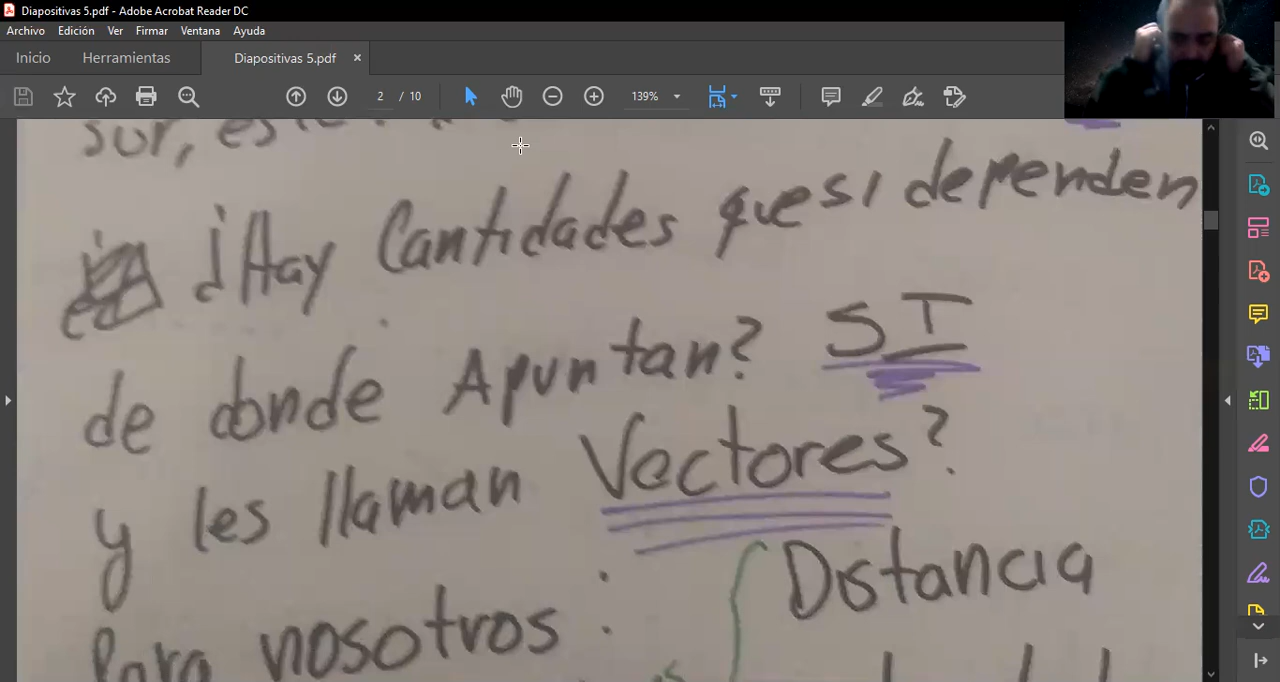 Diapositivas 5.pdf - Adobe Acrobat Reader DC
Archivo Edición Ver Firmar Ventana Ayuda
Inicio Herramientas Diapositivas 5.pdf ×
2 / 10 139%
sur,
¿Hay Cantidades que si dependen
de donde Apuntan? SI
y les llaman Vectores?
Distancia
Para nosotros: